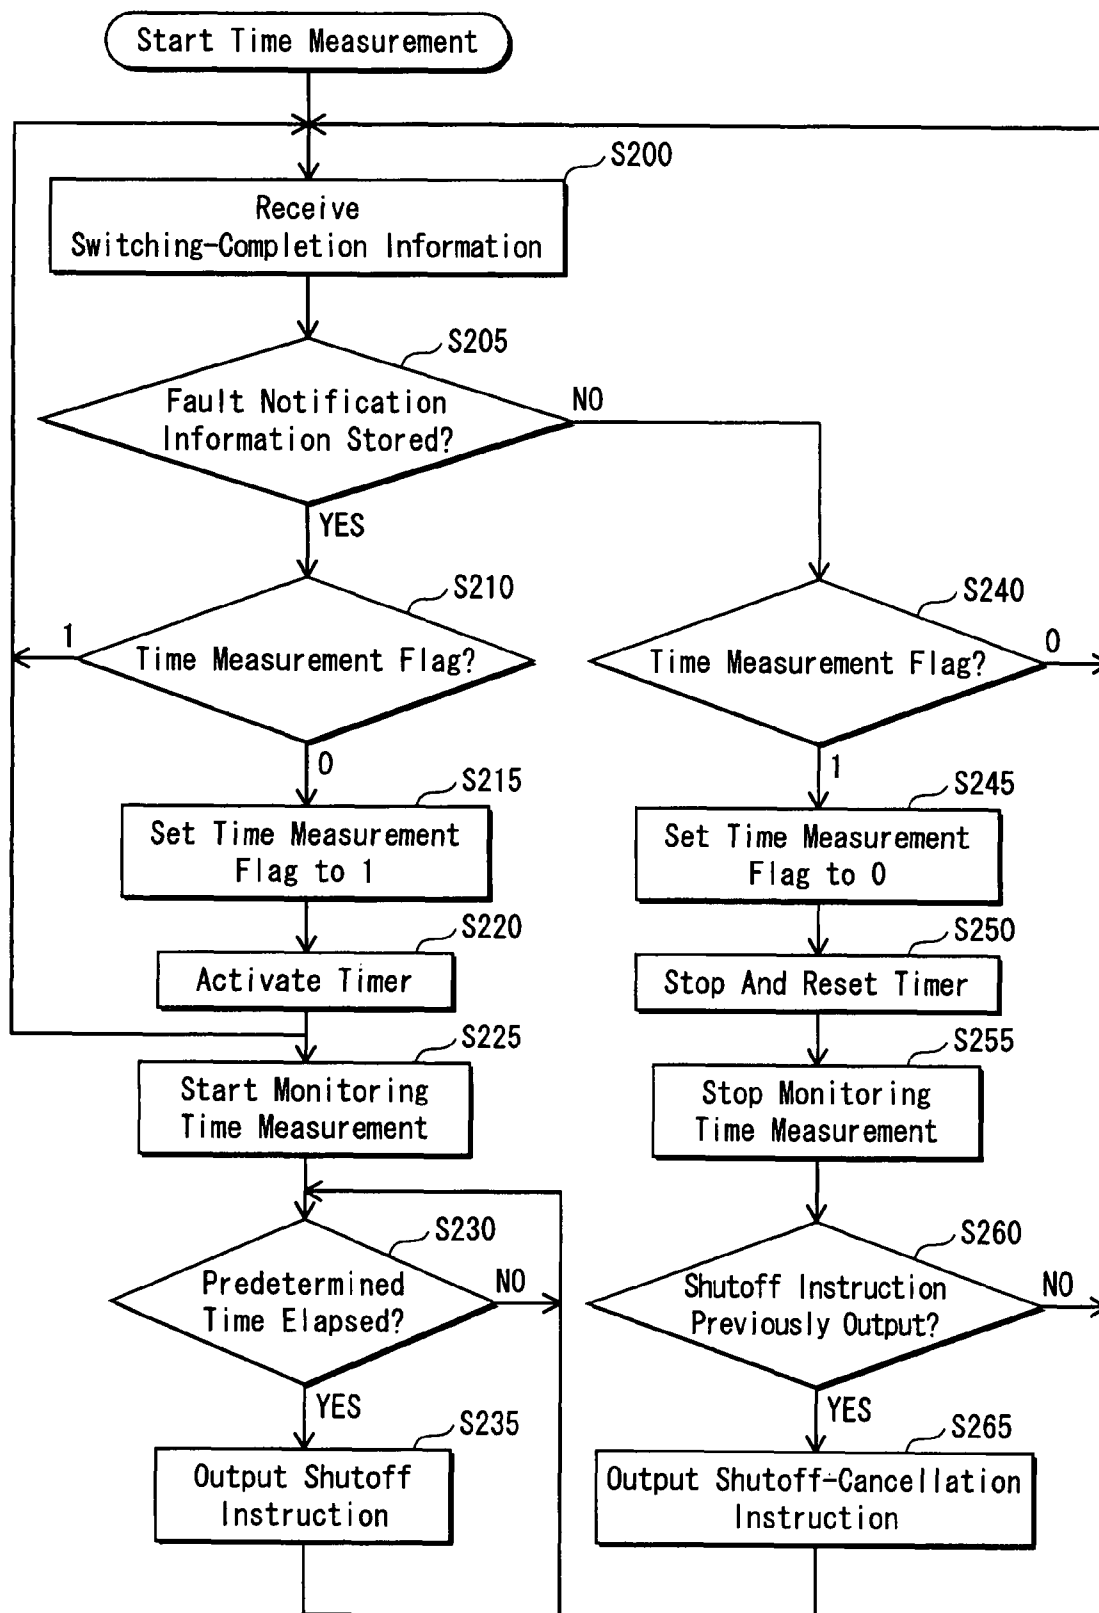 Start Time Measurement
S200
Receive
Switching-Completion Information
S205
Fault Notification
Information Stored?
NO
YES
S210
1
Time Measurement Flag?
0
S240
Time Measurement Flag?
0
1
S215
Set Time Measurement
Flag to 1
S245
Set Time Measurement
Flag to 0
S220
Activate Timer
S250
Stop And Reset Timer
S225
Start Monitoring
Time Measurement
S255
Stop Monitoring
Time Measurement
S230
Predetermined
Time Elapsed?
NO
YES
S260
Shutoff Instruction
Previously Output?
NO
YES
S235
Output Shutoff
Instruction
S265
Output Shutoff-Cancellation
Instruction